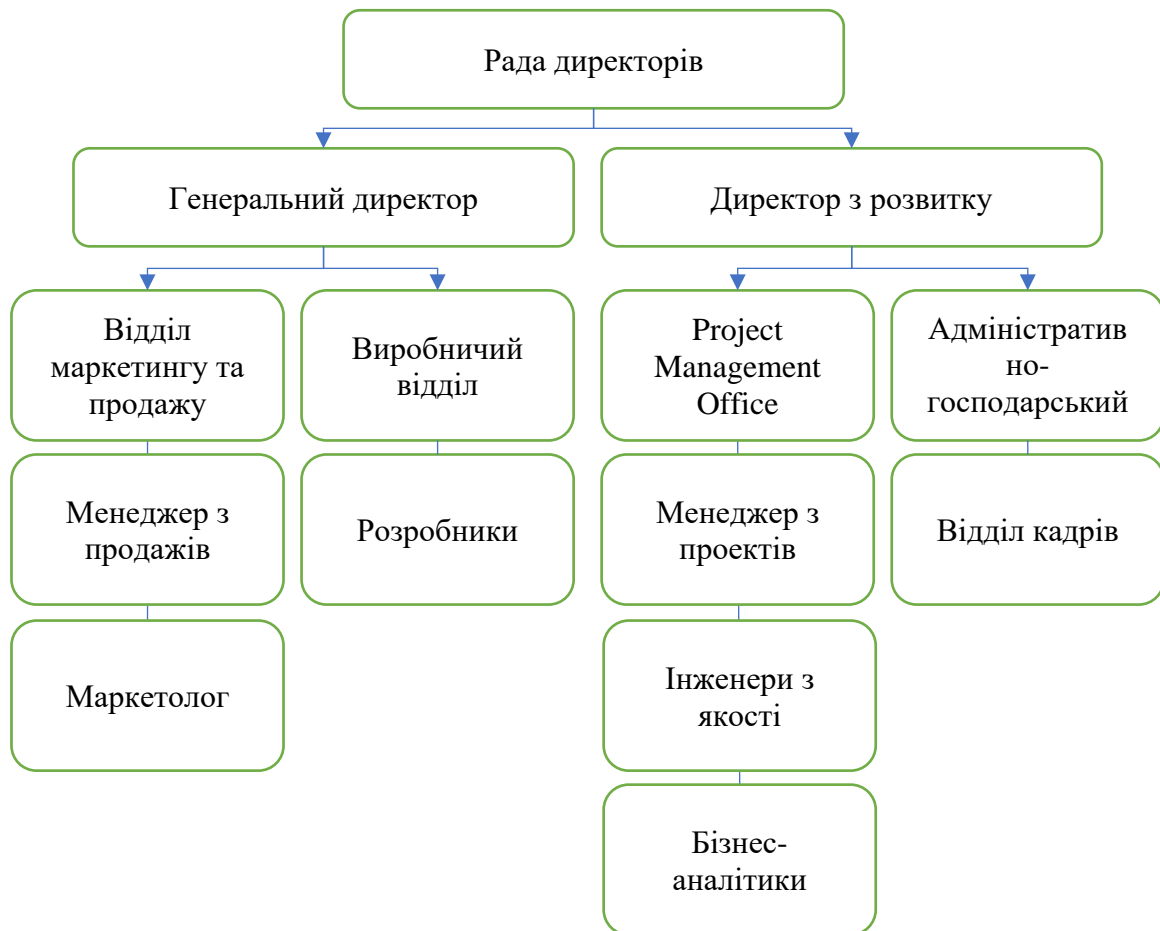 Рада директорів
Генеральний директор
Директор з розвитку
Відділ
маркетингу та
продажу
Виробничий
відділ
Project
Management
Office
Адміністратив
но-
господарський
Менеджер з
продажів
Розробники
Менеджер з
проектів
Відділ кадрів
Маркетолог
Інженери з
якості
Бізнес-
аналітики